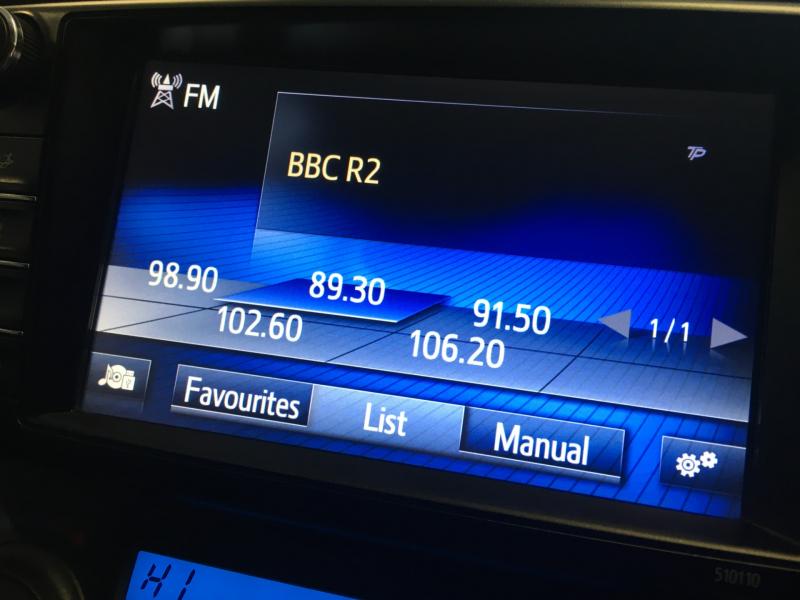 FM
BBC R2
TP
98.90 89.30 91.50
102.60 106.20
1/1
Favourites List Manual
HI
510110